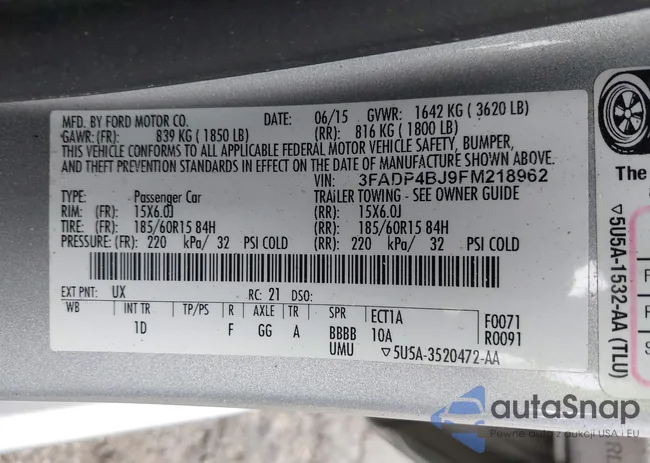 MFD. BY FORD MOTOR CO. DATE: 06/15 GVWR: 1642 KG ( 3620 LB)
GAWR: (FR): 839 KG ( 1850 LB) (RR): 816 KG ( 1800 LB)
THIS VEHICLE CONFORMS TO ALL APPLICABLE FEDERAL MOTOR VEHICLE SAFETY, BUMPER,
AND THEFT PREVENTION STANDARDS IN EFFECT ON THE DATE OF MANUFACTURE SHOWN ABOVE.
VIN: 3FADP4BJ9FM218962
TYPE: Passenger Car TRAILER TOWING - SEE OWNER GUIDE
RIM: (FR): 15X6.0J (RR): 15X6.0J
TIRE: (FR): 185/60R15 84H (RR): 185/60R15 84H
PRESSURE: (FR): 220 kPa/ 32 PSI COLD (RR): 220 kPa/ 32 PSI COLD
EXT PNT: UX RC: 21 DSO:
WB INT TR TP/PS R AXLE TR SPR ECT1A F0071
1D F GG A BBBB 10A R0091
UMU ▽5U5A-3520472-AA
The
▽5U5A-1532-AA (TLU)
F
F
S
autoSnap
Pewne auto z aukcji USA i EU